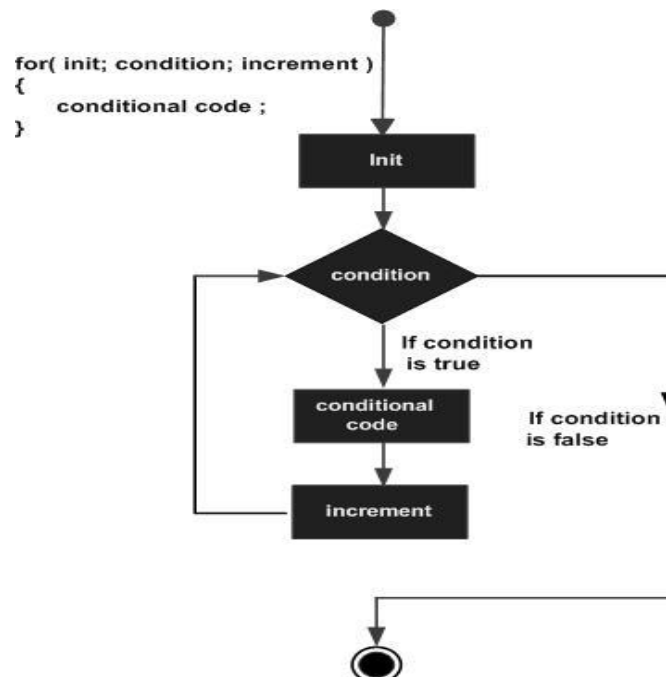 for( init; condition; increment )
{
conditional code ;
}
Init
condition
If condition
is true
conditional
code
If condition
is false
increment